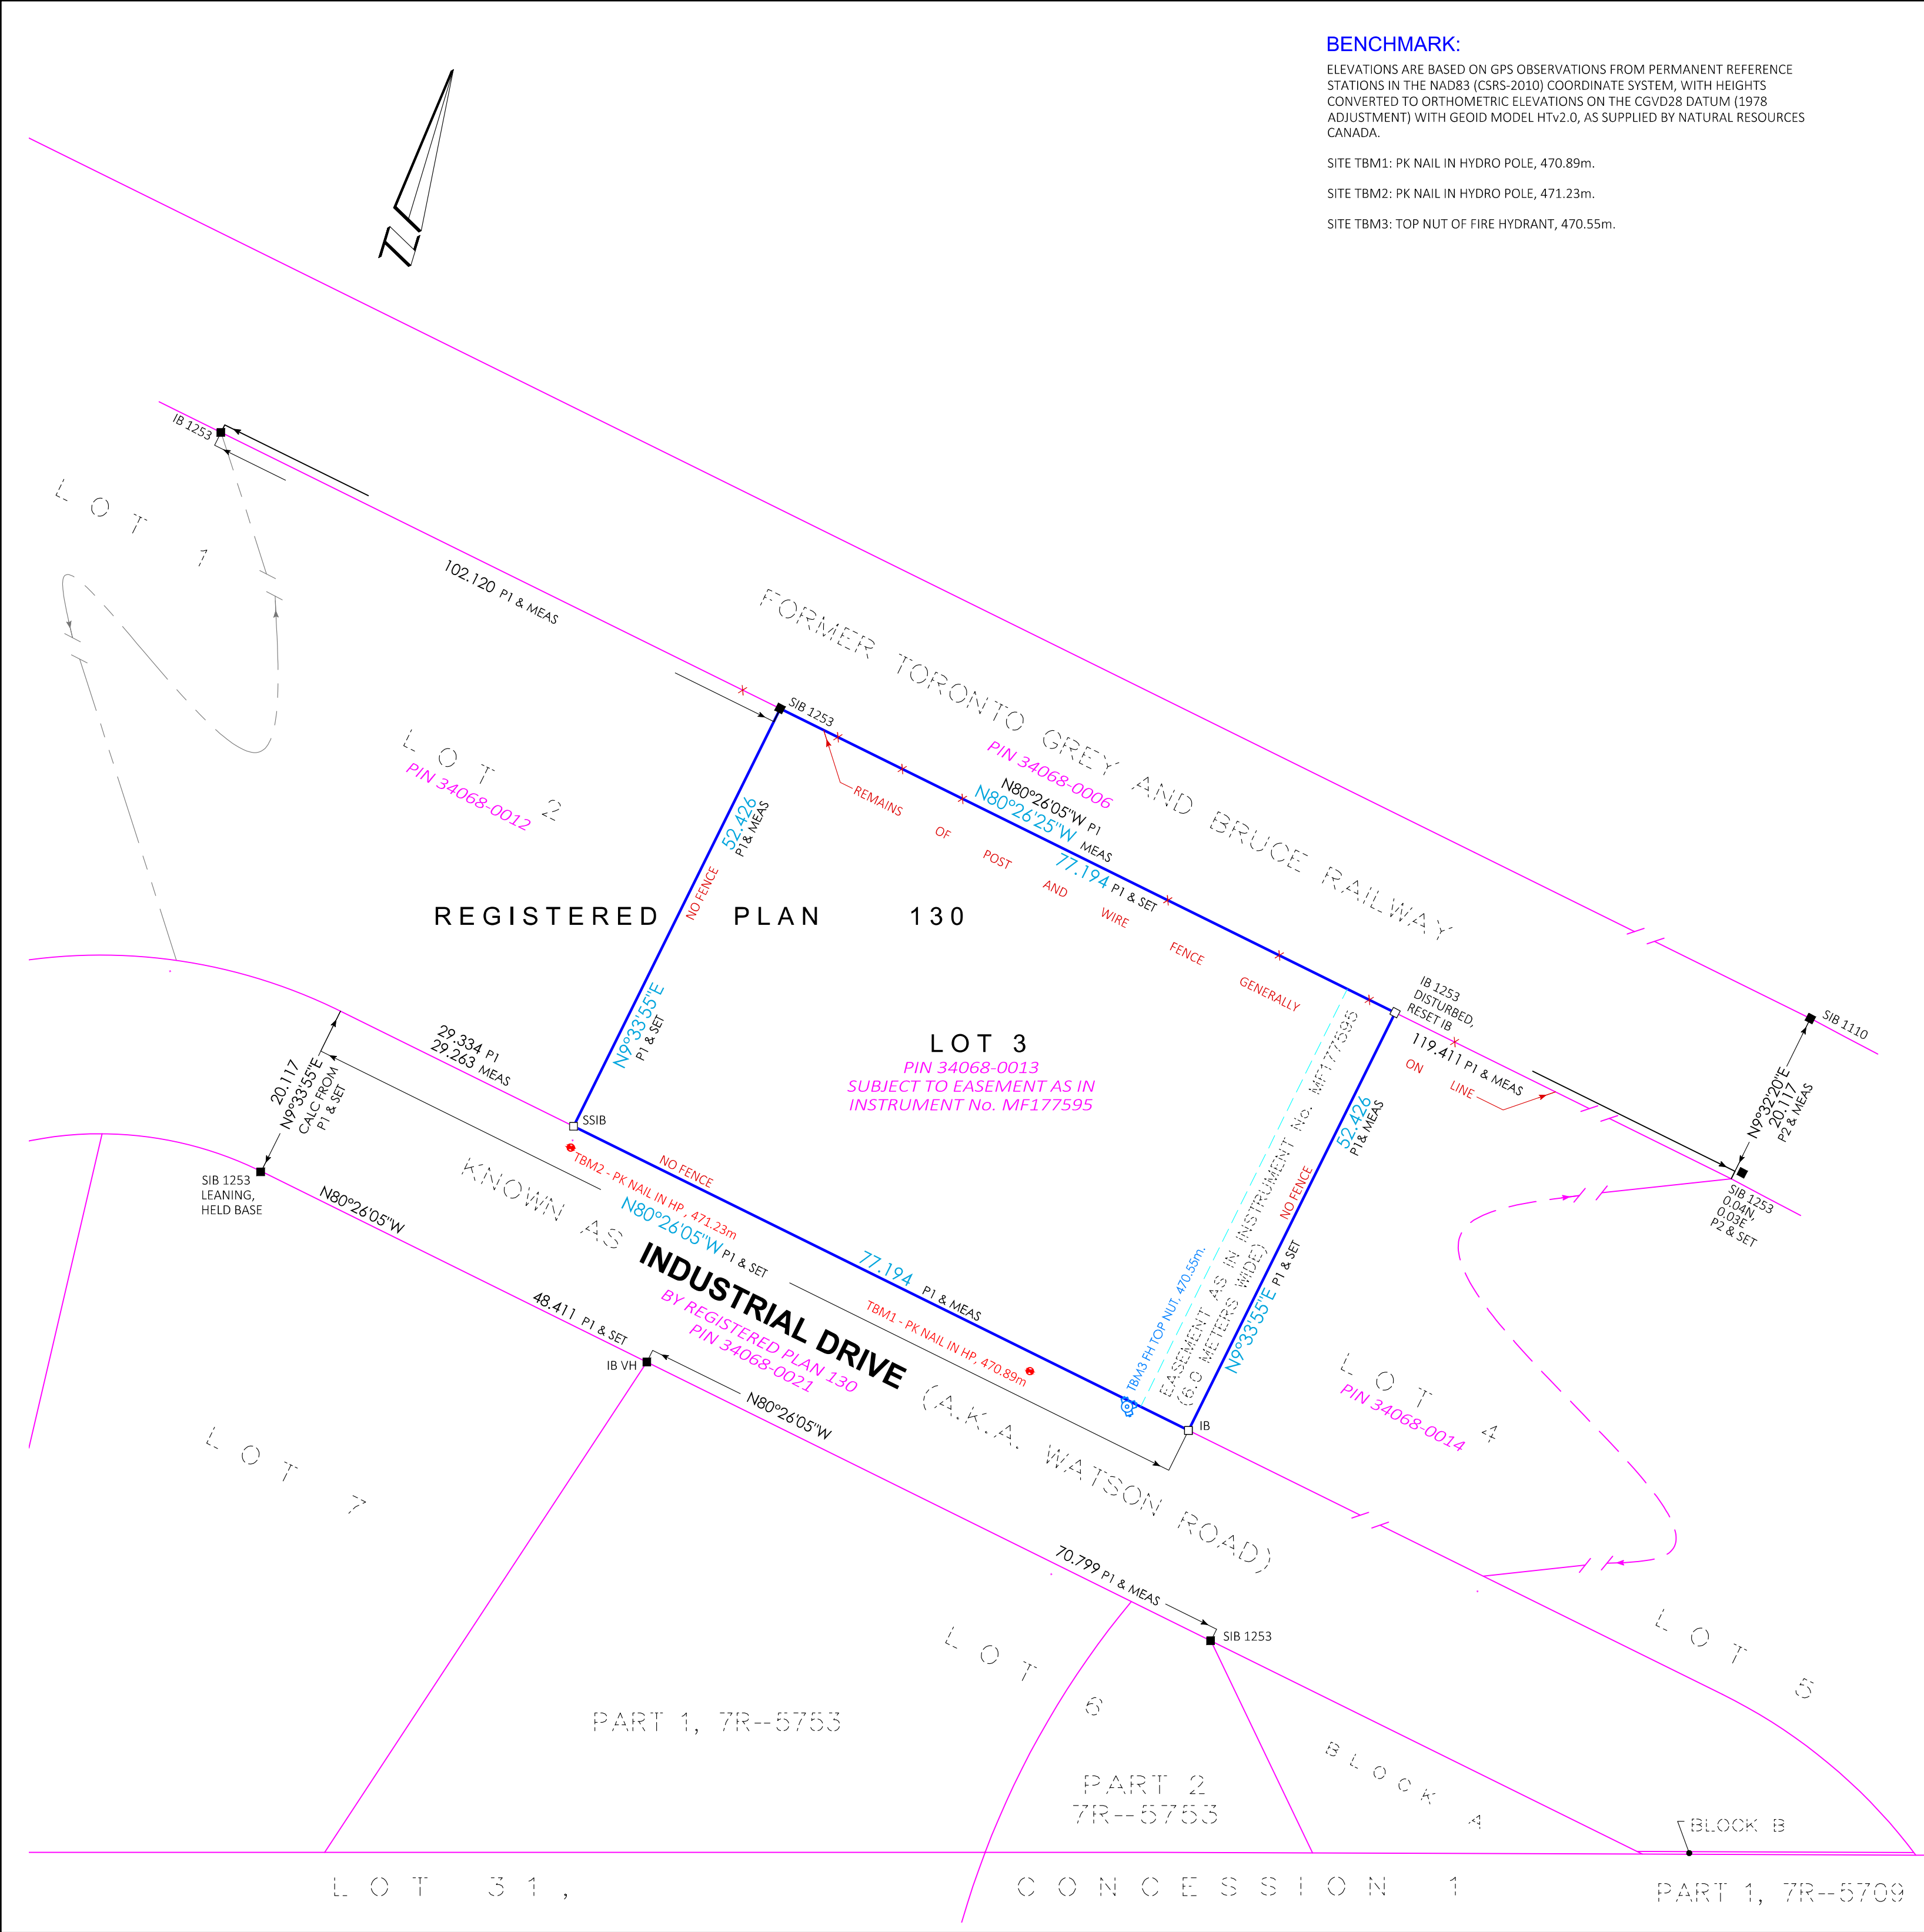 BENCHMARK:
ELEVATIONS ARE BASED ON GPS OBSERVATIONS FROM PERMANENT REFERENCE
STATIONS IN THE NAD83 (CSRS-2010) COORDINATE SYSTEM, WITH HEIGHTS
CONVERTED TO ORTHOMETRIC ELEVATIONS ON THE CGVD28 DATUM (1978
ADJUSTMENT) WITH GEOID MODEL HTv2.0, AS SUPPLIED BY NATURAL RESOURCES
CANADA.
SITE TBM1: PK NAIL IN HYDRO POLE, 470.89m.
SITE TBM2: PK NAIL IN HYDRO POLE, 471.23m.
SITE TBM3: TOP NUT OF FIRE HYDRANT, 470.55m.
IB 1253
LOT 1
102.120 P1 & MEAS
FORMER TORONTO GREY AND BRUCE RAILWAY
PIN 34068-0006
SIB 1253
LOT 2
PIN 34068-0012
N80°26'05"W P1
N80°26'25"W MEAS
77.194 P1 & SET
REMAINS OF POST AND WIRE FENCE GENERALLY
ON LINE
52.426
P1& MEAS
NO FENCE
N9°33'55"E
P1 & SET
REGISTERED PLAN 130
LOT 3
PIN 34068-0013
SUBJECT TO EASEMENT AS IN
INSTRUMENT No. MF177595
IB 1253
DISTURBED,
RESET IB
119.411 P1 & MEAS
SIB 1110
N9°32'20"E
20.117
P2 & MEAS
SIB 1253
0.04N,
0.03E
P2 & SET
29.334 P1
29.263 MEAS
20.117
N9°33'55"E
CALC FROM
P1 & SET
SSIB
TBM2 - PK NAIL IN HP, 471.23m
NO FENCE
N80°26'05"W P1 & SET
77.194 P1 & MEAS
TBM1 - PK NAIL IN HP, 470.89m
TBM3 FH TOP NUT, 470.55m.
EASEMENT AS IN INSTRUMENT No. MF177595
(6.0 METERS WIDE)
52.426
P1& MEAS
NO FENCE
N9°33'55"E P1 & SET
IB
SIB 1253
LEANING,
HELD BASE
N80°26'05"W
48.411 P1 & SET
KNOWN AS INDUSTRIAL DRIVE (A.K.A. WATSON ROAD)
BY REGISTERED PLAN 130
PIN 34068-0021
IB VH
N80°26'05"W
70.799 P1 & MEAS
SIB 1253
LOT 4
PIN 34068-0014
LOT 7
LOT 6
LOT 5
PART 1, 7R--5753
PART 2
7R--5753
BLOCK A
BLOCK B
LOT 31, CONCESSION 1
PART 1, 7R--5709